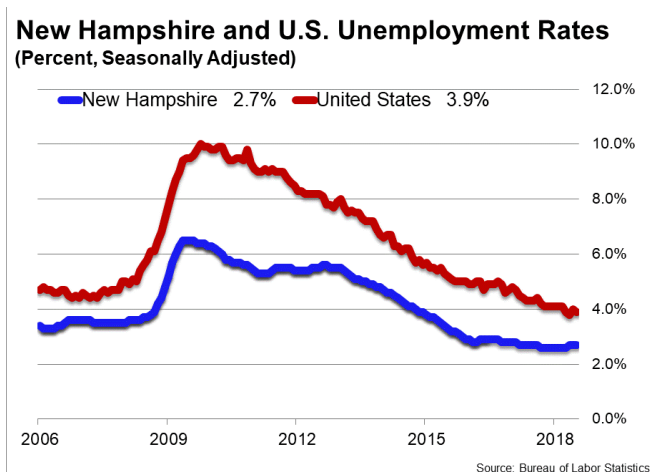 New Hampshire and U.S. Unemployment Rates
(Percent, Seasonally Adjusted)
New Hampshire 2.7% United States 3.9%
12.0%
10.0%
8.0%
6.0%
4.0%
2.0%
0.0%
2006 2009 2012 2015 2018
Source: Bureau of Labor Statistics